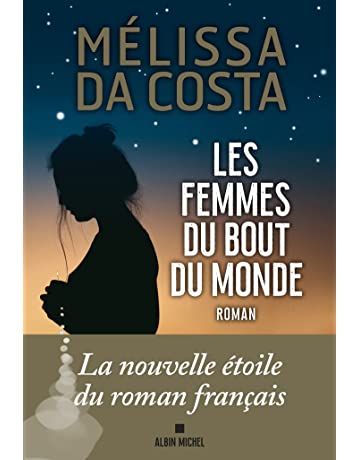 MÉLISSA
DA COSTA
LES
FEMMES
DU BOUT
DU MONDE
ROMAN
La nouvelle étoile
du roman français
ALBIN MICHEL